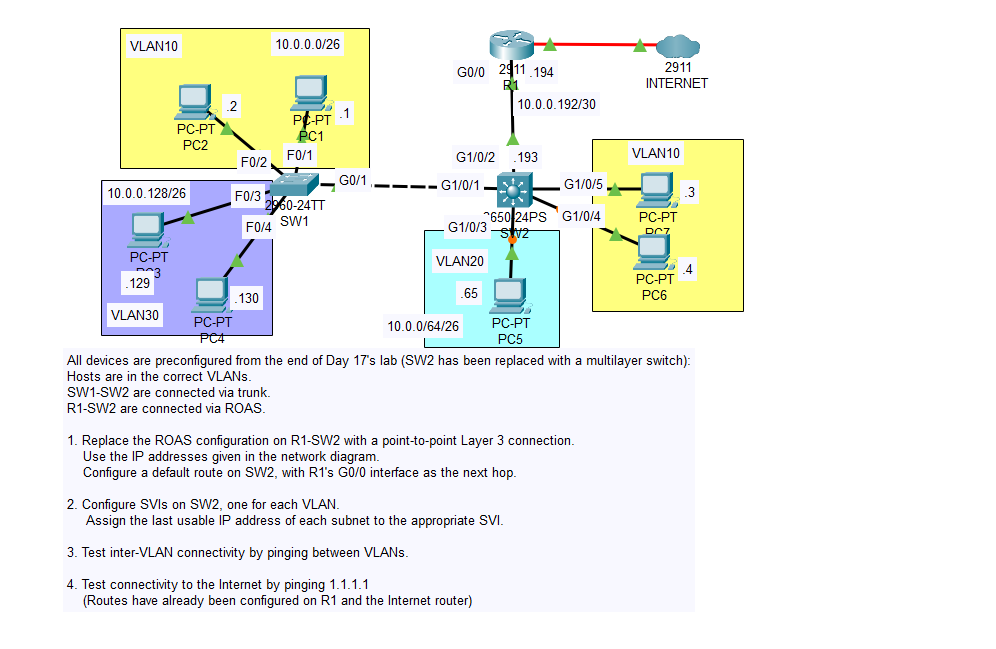 VLAN10
10.0.0.0/26
.2
.1
PC-PT
PC2
PC-PT
PC1
F0/2
F0/1
G0/0
2911
R1
.194
2911
INTERNET
10.0.0.192/30
G1/0/2
.193
G0/1
G1/0/1
G1/0/5
G1/0/4
G1/0/3
2960-24TT
SW1
3650-24PS
SW2
VLAN10
.3
PC-PT
PC7
.4
PC-PT
PC6
10.0.0.128/26
F0/3
F0/4
PC-PT
PC3
.129
.130
VLAN30
PC-PT
PC4
VLAN20
.65
10.0.0/64/26
PC-PT
PC5
All devices are preconfigured from the end of Day 17's lab (SW2 has been replaced with a multilayer switch):
Hosts are in the correct VLANs.
SW1-SW2 are connected via trunk.
R1-SW2 are connected via ROAS.
1. Replace the ROAS configuration on R1-SW2 with a point-to-point Layer 3 connection.
Use the IP addresses given in the network diagram.
Configure a default route on SW2, with R1's G0/0 interface as the next hop.
2. Configure SVIs on SW2, one for each VLAN.
Assign the last usable IP address of each subnet to the appropriate SVI.
3. Test inter-VLAN connectivity by pinging between VLANs.
4. Test connectivity to the Internet by pinging 1.1.1.1
(Routes have already been configured on R1 and the Internet router)